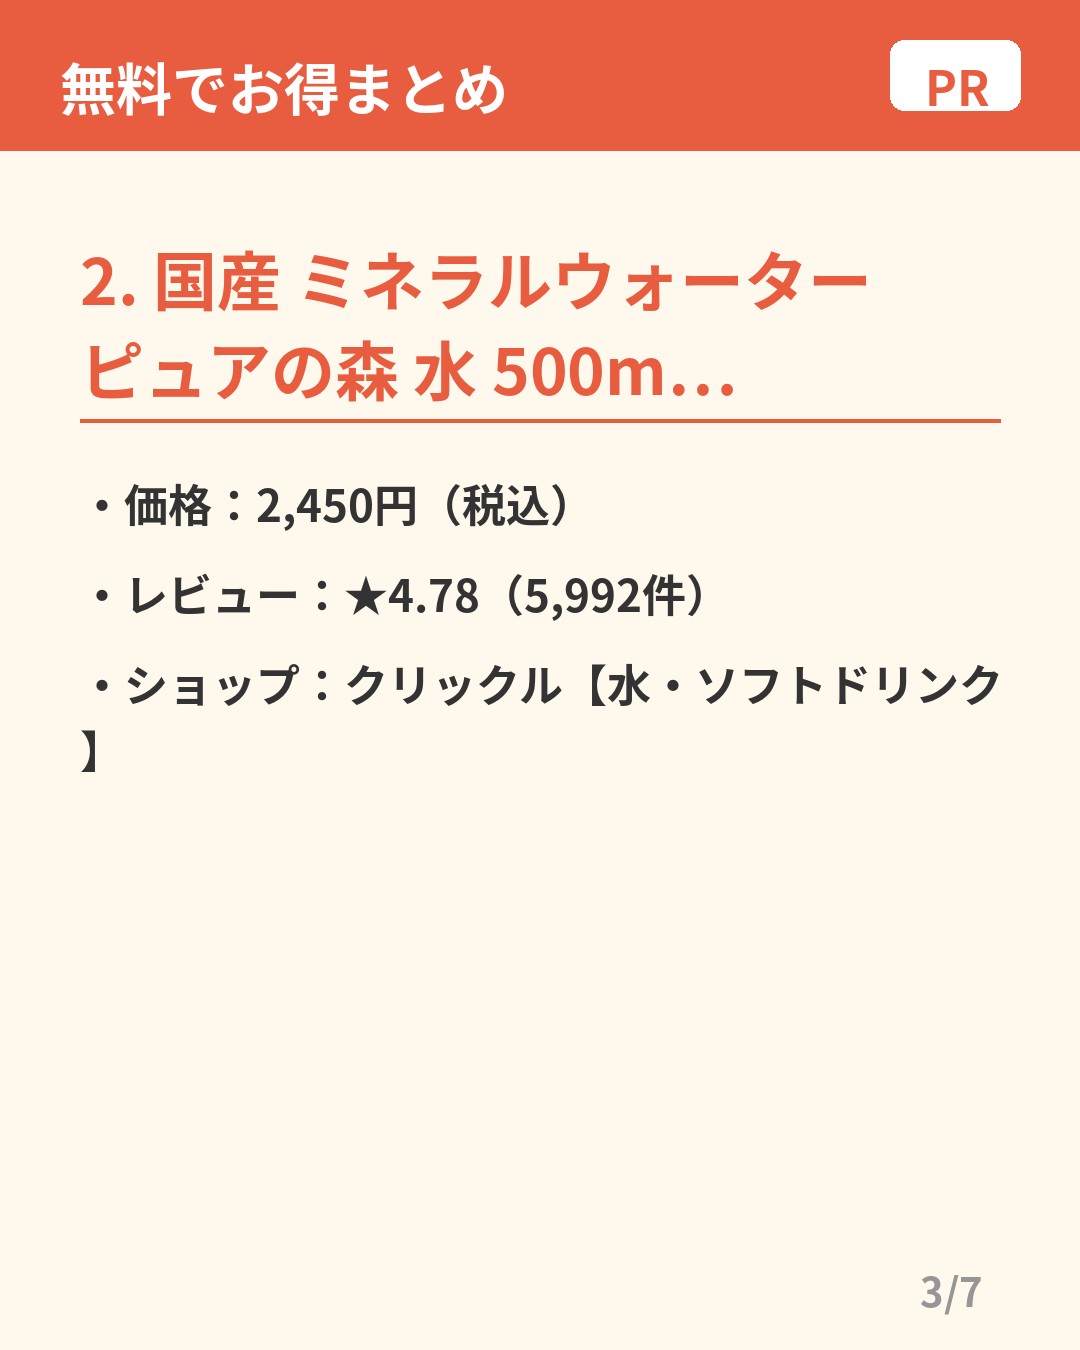 無料でお得まとめ
PR
2. 国産 ミネラルウォーター
ピュアの森 水 500m…
・価格：2,450円（税込）
・レビュー：★4.78（5,992件）
・ショップ：クリックル【水・ソフトドリンク
】
3/7